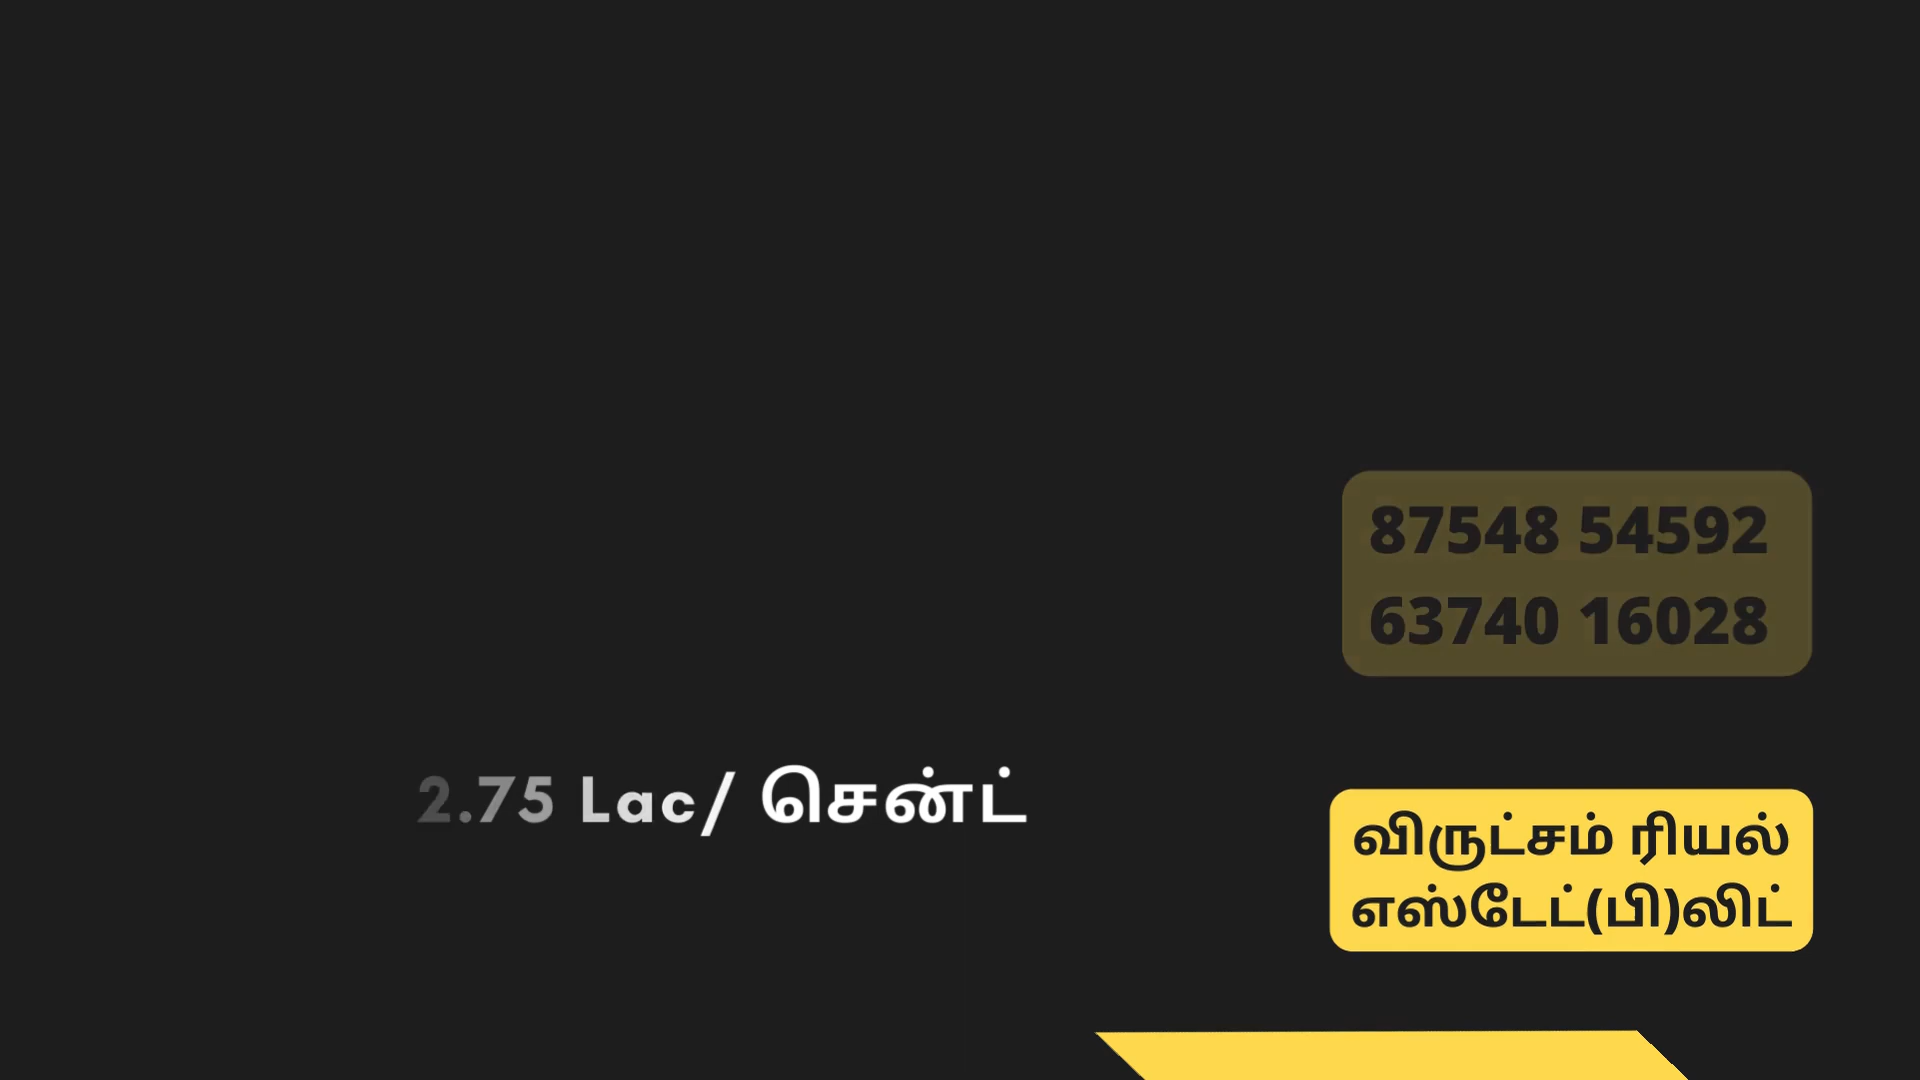 87548 54592
63740 16028
2.75 Lac/ சென்ட்
விருட்சம் ரியல்
எஸ்டேட்(பி)லிட்